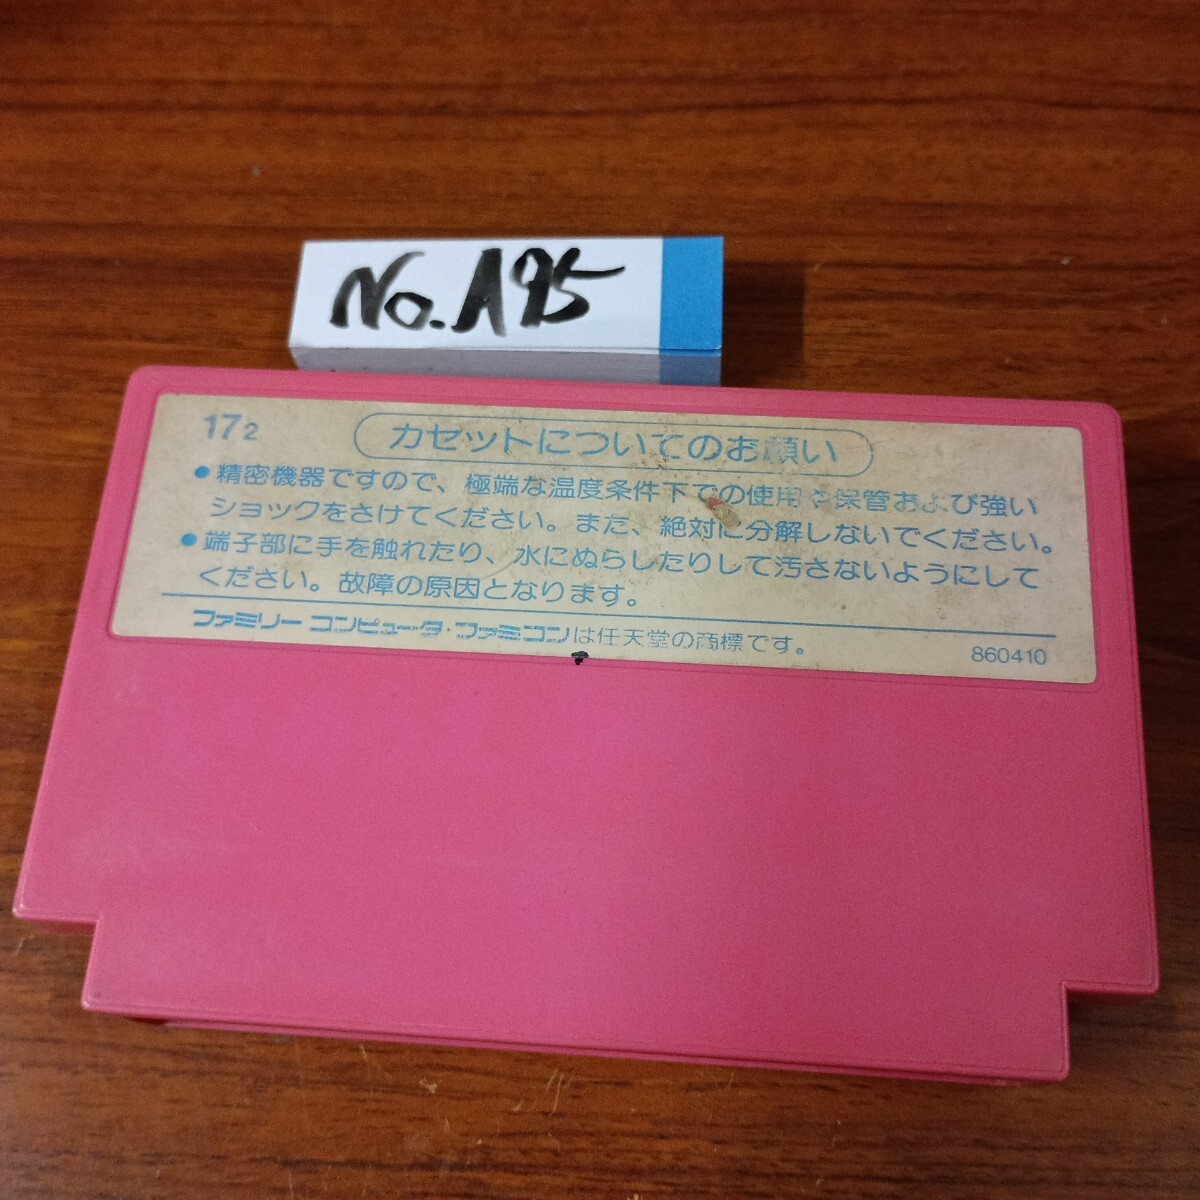 No.A95
17 2
カセットについてのお願い
●精密機器ですので、極端な温度条件下での使用や保管および強い
ショックをさけてください。また、絶対に分解しないでください。
●端子部に手を触れたり、水にぬらしたりして汚さないようにして
ください。故障の原因となります。
ファミリーコンピュータ・ファミコンは任天堂の商標です。
860410